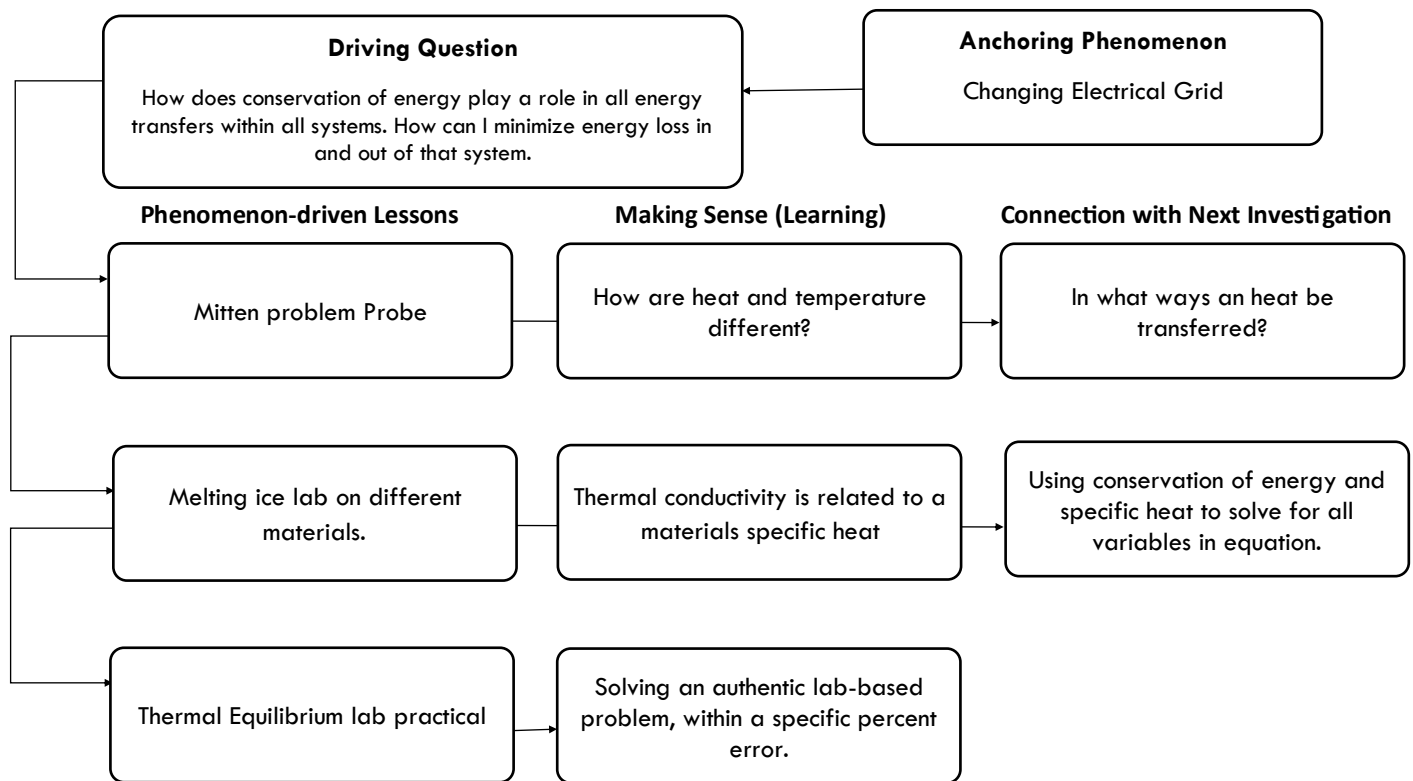 Driving Question
How does conservation of energy play a role in all energy
transfers within all systems. How can I minimize energy loss in
and out of that system.
Anchoring Phenomenon
Changing Electrical Grid
Phenomenon-driven Lessons
Making Sense (Learning)
Connection with Next Investigation
Mitten problem Probe
How are heat and temperature
different?
In what ways an heat be
transferred?
Melting ice lab on different
materials.
Thermal conductivity is related to a
materials specific heat
Using conservation of energy and
specific heat to solve for all
variables in equation.
Thermal Equilibrium lab practical
Solving an authentic lab-based
problem, within a specific percent
error.